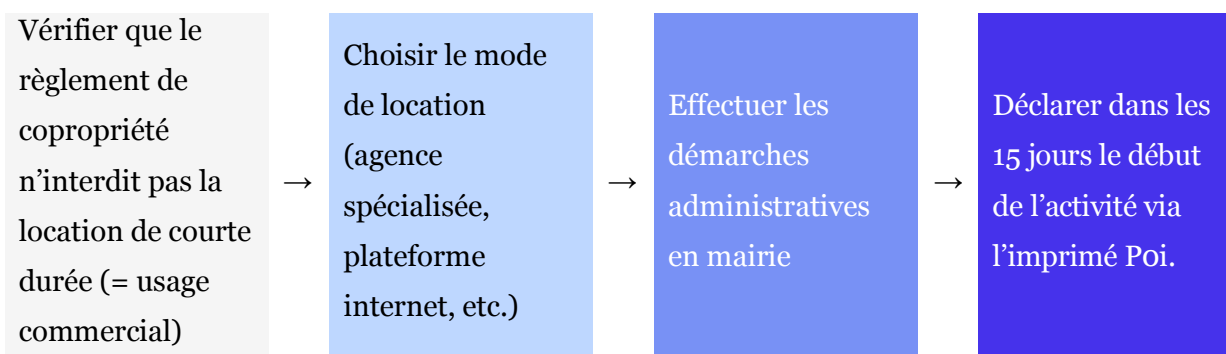 Vérifier que le
règlement de
copropriété
n’interdit pas la
location de courte
durée (= usage
commercial)
→
Choisir le mode
de location
(agence
spécialisée,
plateforme
internet, etc.)
→
Effectuer les
démarches
administratives
en mairie
→
Déclarer dans les
15 jours le début
de l’activité via
l’imprimé P0i.